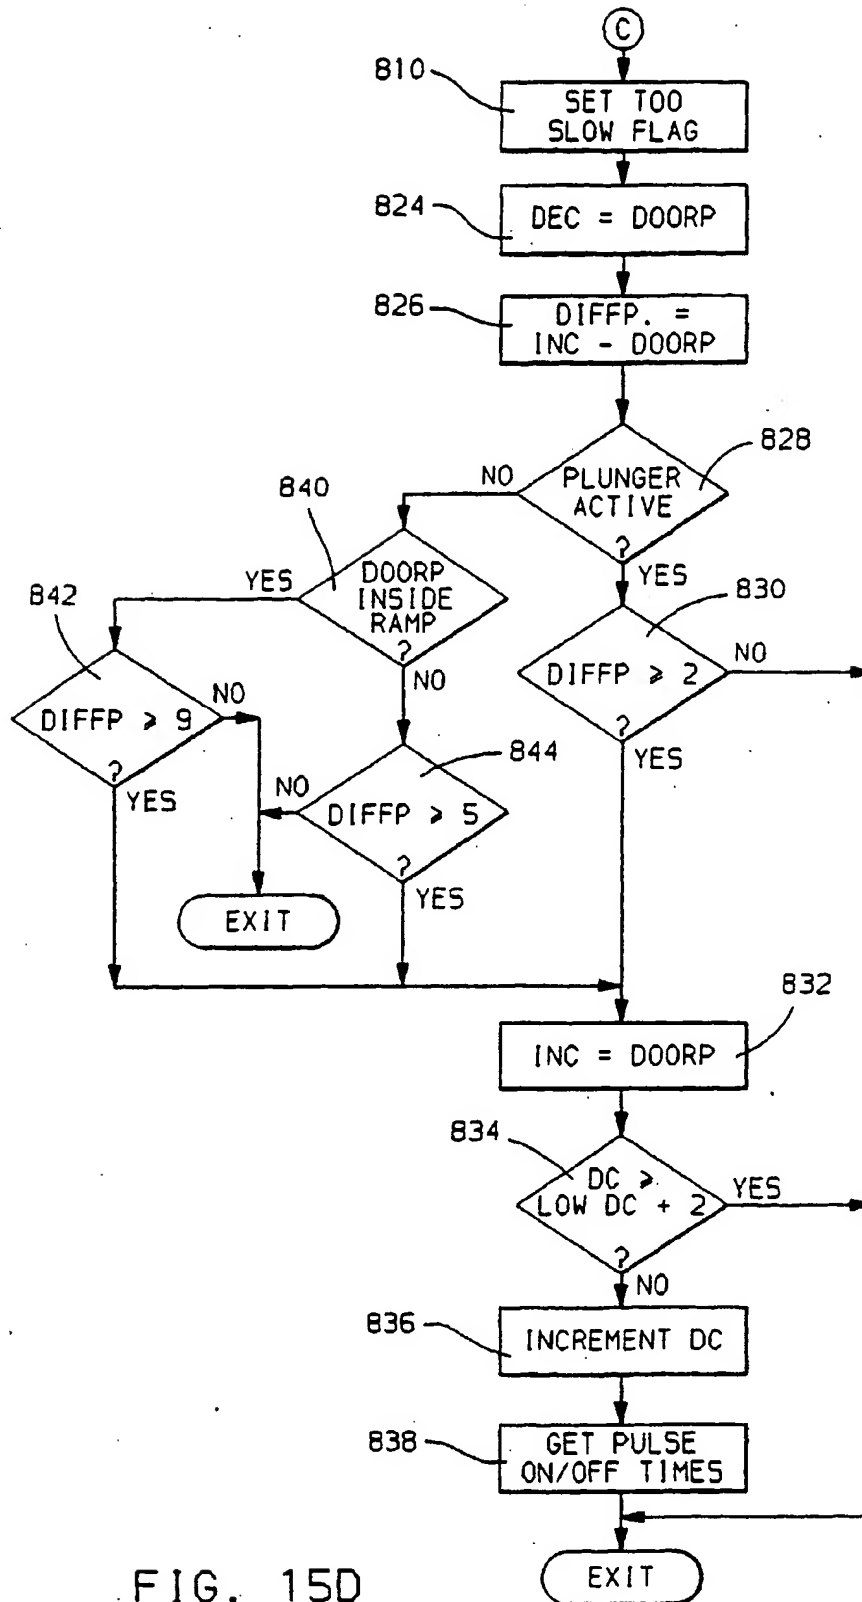 C
810
SET TOO
SLOW FLAG
824
DEC = DOORP
826
DIFFP. =
INC - DOORP
828
PLUNGER
ACTIVE
?
NO
YES
840
DOORP
INSIDE
RAMP
?
YES
NO
830
DIFFP ⩾ 2
?
NO
YES
842
DIFFP ⩾ 9
?
NO
YES
844
DIFFP ⩾ 5
?
NO
YES
EXIT
832
INC = DOORP
834
DC ⩾
LOW DC + 2
?
YES
NO
836
INCREMENT DC
838
GET PULSE
ON/OFF TIMES
EXIT
FIG. 15D